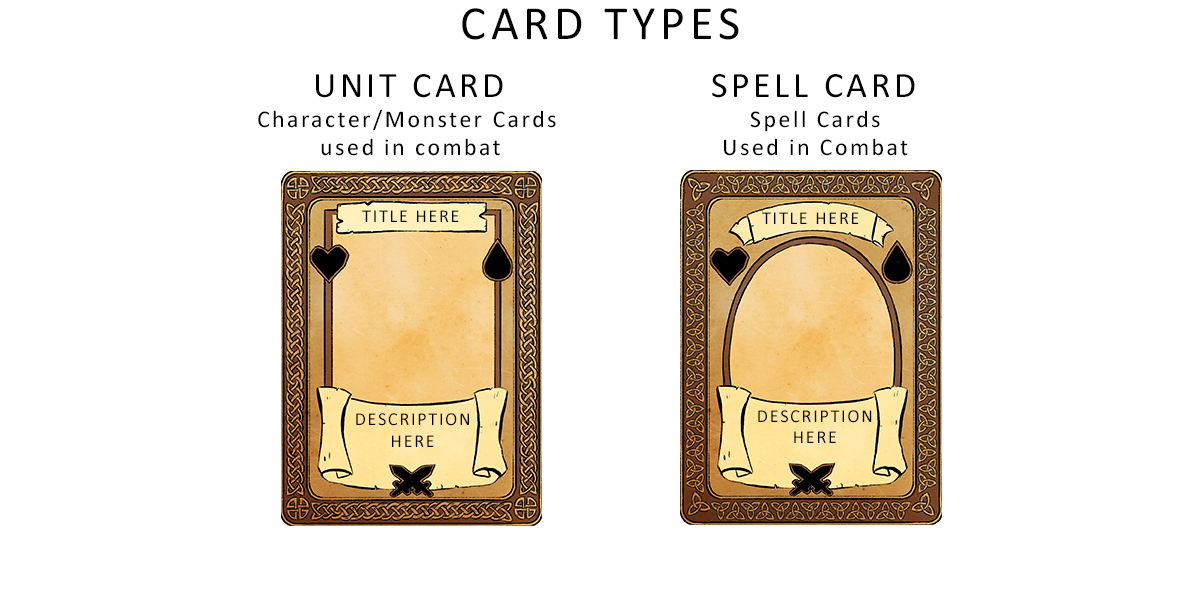 CARD TYPES
UNIT CARD
Character/Monster Cards
used in combat
TITLE HERE
DESCRIPTION
HERE
SPELL CARD
Spell Cards
Used in Combat
TITLE HERE
DESCRIPTION
HERE